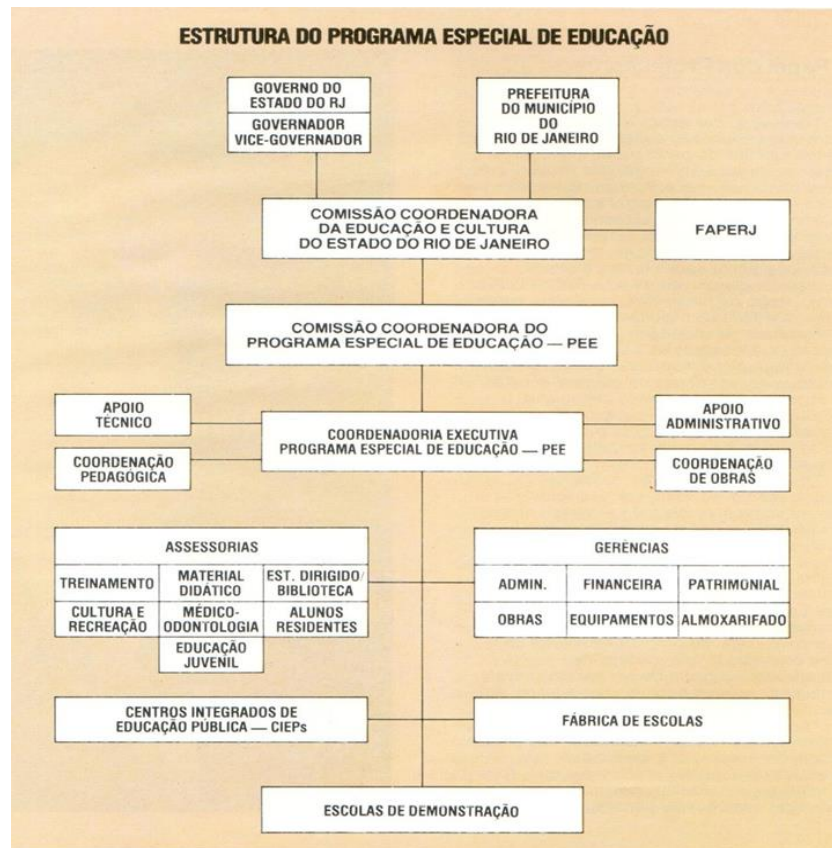 ESTRUTURA DO PROGRAMA ESPECIAL DE EDUCAÇÃO
GOVERNO DO
ESTADO DO RJ
GOVERNADOR
VICE-GOVERNADOR
PREFEITURA
DO MUNICÍPIO
DO
RIO DE JANEIRO
COMISSÃO COORDENADORA
DA EDUCAÇÃO E CULTURA
DO ESTADO DO RIO DE JANEIRO
FAPERJ
COMISSÃO COORDENADORA DO
PROGRAMA ESPECIAL DE EDUCAÇÃO — PEE
APOIO
TÉCNICO
COORDENAÇÃO
PEDAGÓGICA
COORDENADORIA EXECUTIVA
PROGRAMA ESPECIAL DE EDUCAÇÃO — PEE
APOIO
ADMINISTRATIVO
COORDENAÇÃO
DE OBRAS
ASSESSORIAS
TREINAMENTO
MATERIAL
DIDÁTICO
EST. DIRIGIDO/
BIBLIOTECA
CULTURA E
RECREAÇÃO
MÉDICO-
ODONTOLOGIA
ALUNOS
RESIDENTES
EDUCAÇÃO
JUVENIL
GERÊNCIAS
ADMIN.
FINANCEIRA
PATRIMONIAL
OBRAS
EQUIPAMENTOS
ALMOXARIFADO
CENTROS INTEGRADOS DE
EDUCAÇÃO PÚBLICA — CIEPs
FÁBRICA DE ESCOLAS
ESCOLAS DE DEMONSTRAÇÃO